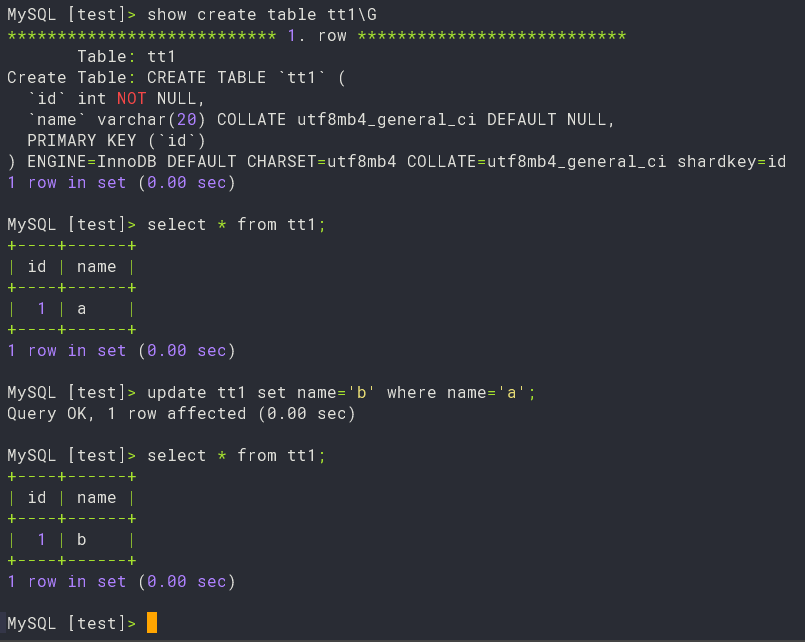 MySQL [test]> show create table tt1\G
*************************** 1. row ***************************
       Table: tt1
Create Table: CREATE TABLE `tt1` (
  `id` int NOT NULL,
  `name` varchar(20) COLLATE utf8mb4_general_ci DEFAULT NULL,
  PRIMARY KEY (`id`)
) ENGINE=InnoDB DEFAULT CHARSET=utf8mb4 COLLATE=utf8mb4_general_ci shardkey=id
1 row in set (0.00 sec)

MySQL [test]> select * from tt1;
+----+------+
| id | name |
+----+------+
|  1 | a    |
+----+------+
1 row in set (0.00 sec)

MySQL [test]> update tt1 set name='b' where name='a';
Query OK, 1 row affected (0.00 sec)

MySQL [test]> select * from tt1;
+----+------+
| id | name |
+----+------+
|  1 | b    |
+----+------+
1 row in set (0.00 sec)

MySQL [test]>